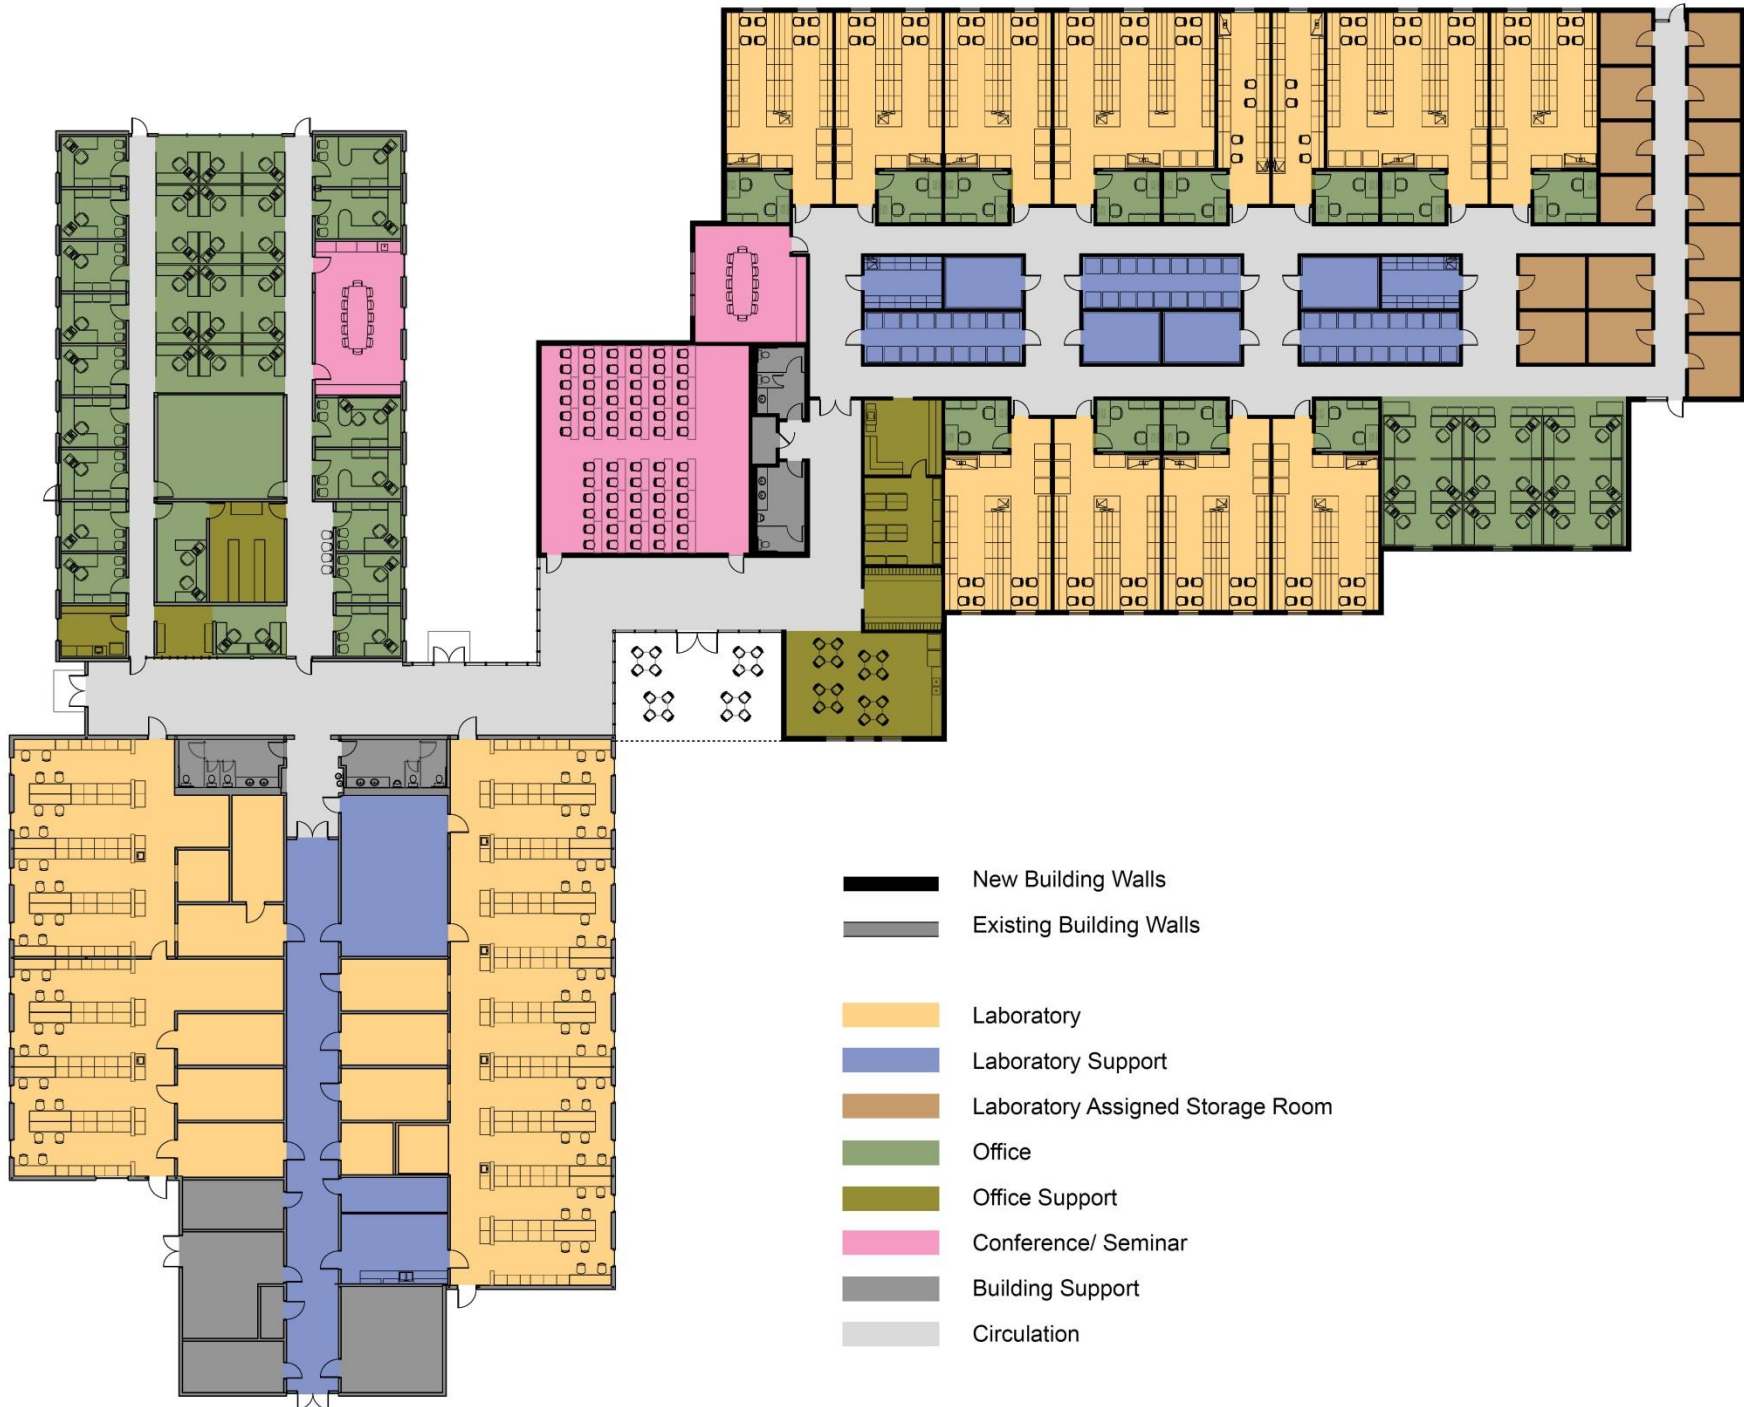 New Building Walls
Existing Building Walls
Laboratory
Laboratory Support
Laboratory Assigned Storage Room
Office
Office Support
Conference/ Seminar
Building Support
Circulation